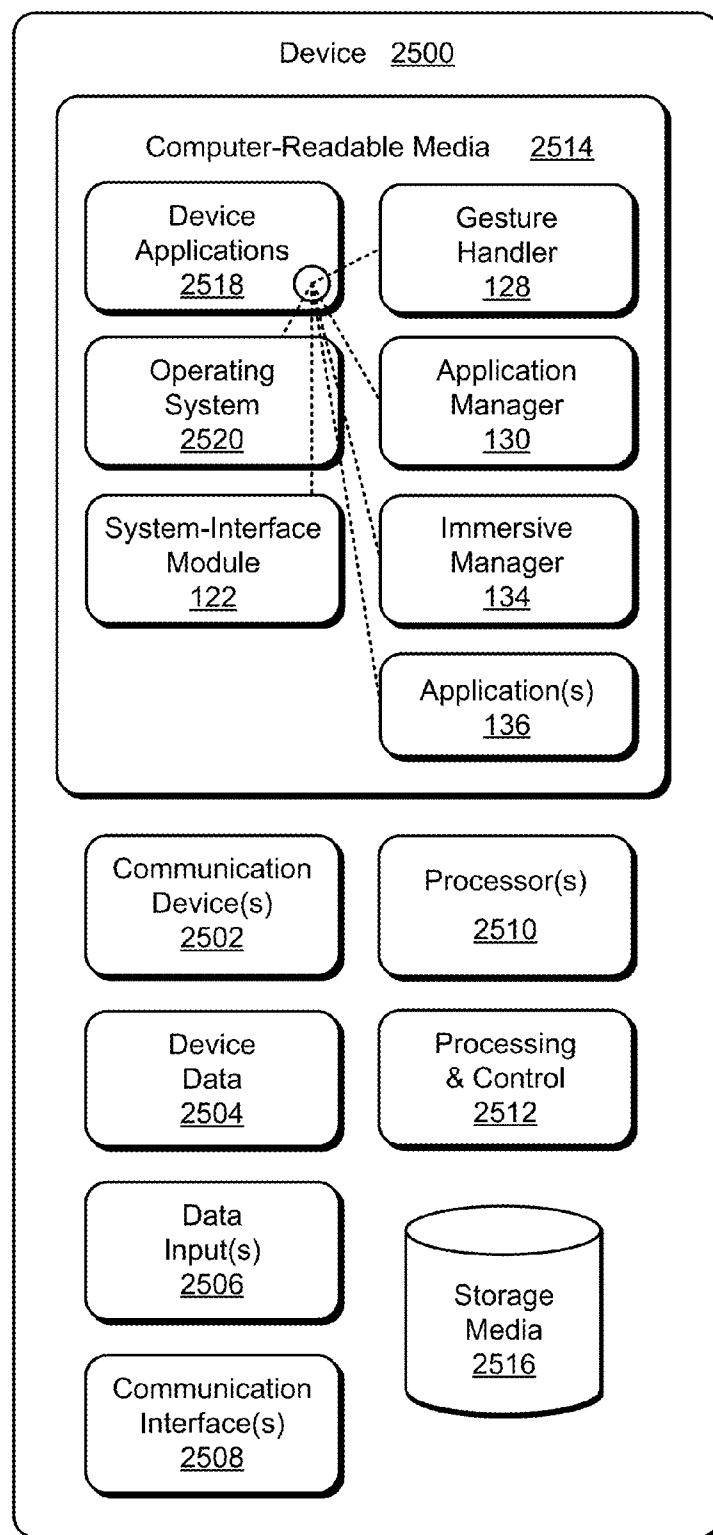 Device 2500
Computer-Readable Media 2514
Device
Applications
2518
Gesture
Handler
128
Operating
System
2520
Application
Manager
130
System-Interface
Module
122
Immersive
Manager
134
Application(s)
136
Communication
Device(s)
2502
Processor(s)
2510
Device
Data
2504
Processing
& Control
2512
Data
Input(s)
2506
Storage
Media
2516
Communication
Interface(s)
2508